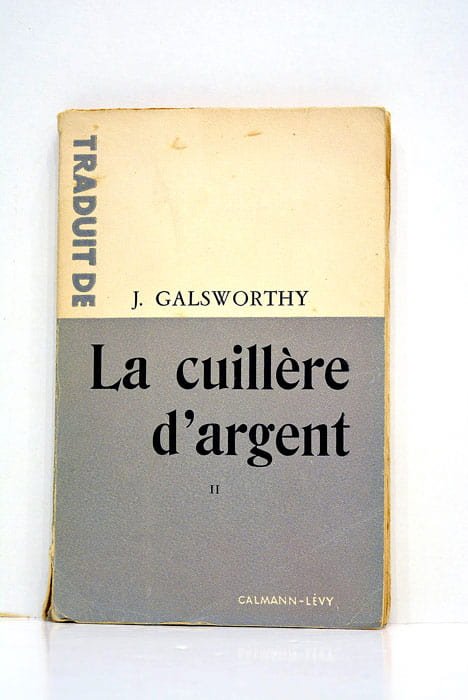 TRADUIT DE
J. GALSWORTHY
La cuillère
d'argent
II
CALMANN-LÉVY